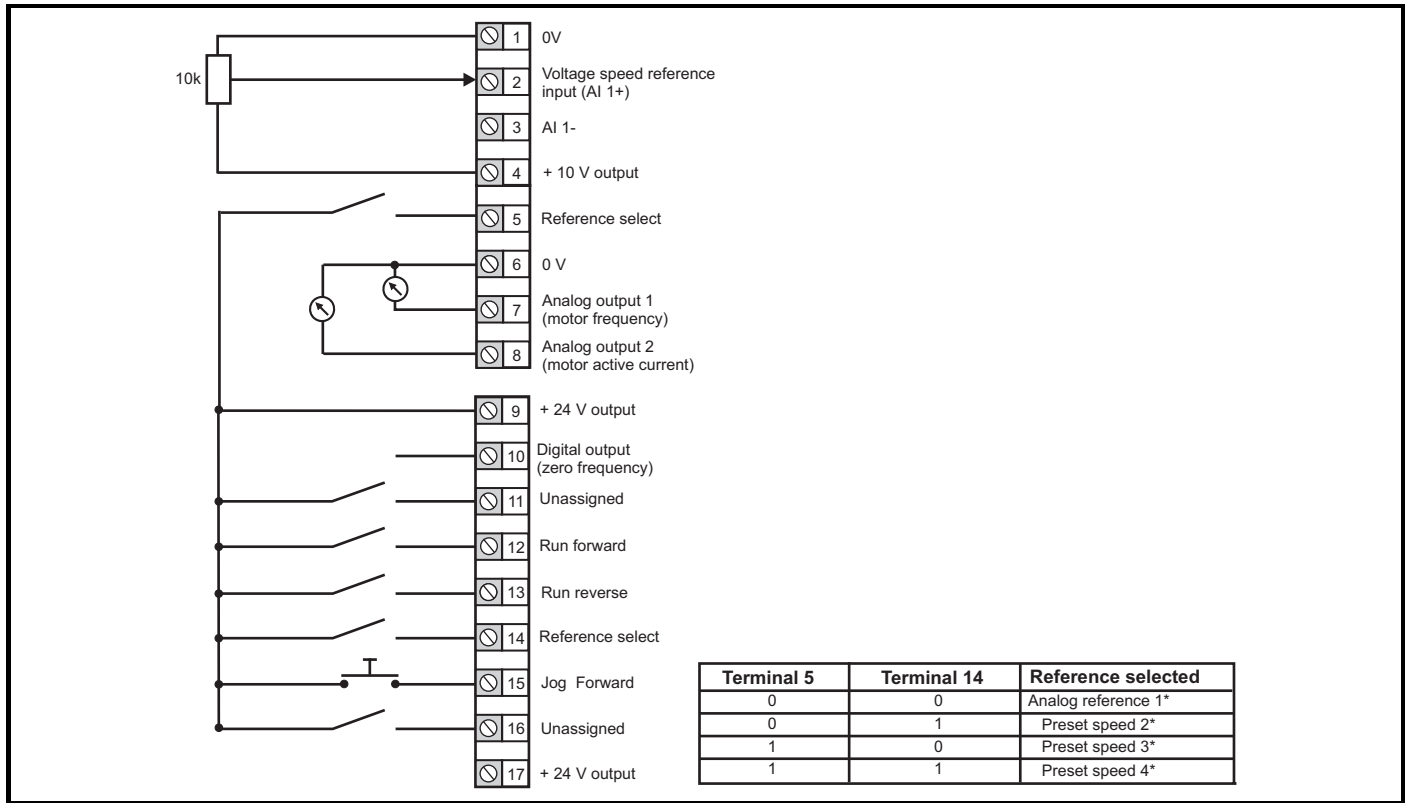 1 0V
10k
2 Voltage speed reference
input (AI 1+)
3 AI 1-
4 + 10 V output
5 Reference select
6 0 V
7 Analog output 1
(motor frequency)
8 Analog output 2
(motor active current)
9 + 24 V output
10 Digital output
(zero frequency)
11 Unassigned
12 Run forward
13 Run reverse
14 Reference select
15 Jog Forward
16 Unassigned
17 + 24 V output
Terminal 5 Terminal 14 Reference selected
0 0 Analog reference 1*
0 1 Preset speed 2*
1 0 Preset speed 3*
1 1 Preset speed 4*